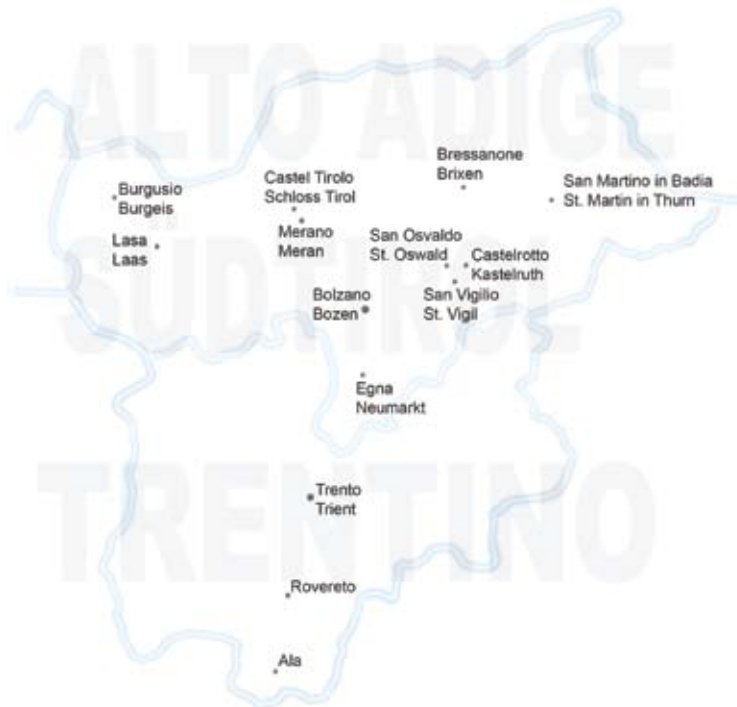 ALTO ADIGE
Bressanone
Brixen
Castel Tirolo
Schloss Tirol
San Martino in Badia
St. Martin in Thurn
Burgusio
Burgeis
Merano
Meran
San Osvaldo
St. Oswald
Lasa
Laas
Castelrotto
Kastelruth
SÜDTIROL
Bolzano
Bozen
San Vigilio
St. Vigil
Egna
Neumarkt
TRENTINO
Trento
Trient
Rovereto
Ala